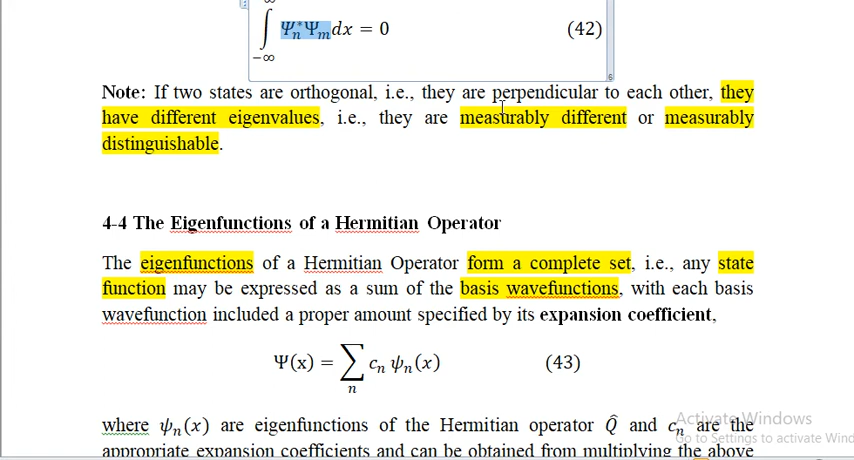 ∞
∫ Ψn*Ψm dx = 0 (42)
−∞
6
Note: If two states are orthogonal, i.e., they are perpendicular to each other, they
have different eigenvalues, i.e., they are measurably different or measurably
distinguishable.
4-4 The Eigenfunctions of a Hermitian Operator
The eigenfunctions of a Hermitian Operator form a complete set, i.e., any state
function may be expressed as a sum of the basis wavefunctions, with each basis
wavefunction included a proper amount specified by its expansion coefficient,
Ψ(x) = ∑ cn ψn(x) (43)
n
where ψn(x) are eigenfunctions of the Hermitian operator Q̂ and cn are the
appropriate expansion coefficients and can be obtained from multiplying the above
Activate Windows
Go to Settings to activate Wind